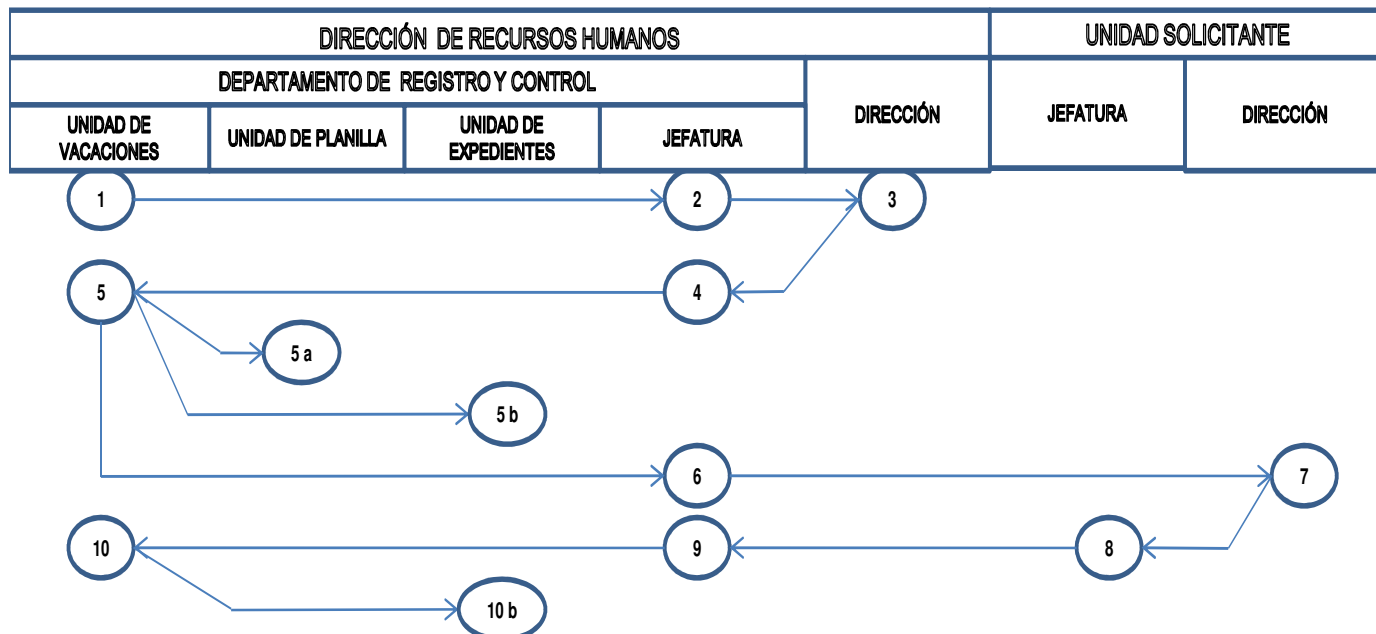 DIRECCIÓN DE RECURSOS HUMANOS
UNIDAD SOLICITANTE
DEPARTAMENTO DE REGISTRO Y CONTROL
DIRECCIÓN
JEFATURA
DIRECCIÓN
UNIDAD DE
VACACIONES
UNIDAD DE PLANILLA
UNIDAD DE
EXPEDIENTES
JEFATURA
1
2
3
5
4
5 a
5 b
6
7
10
9
8
10 b